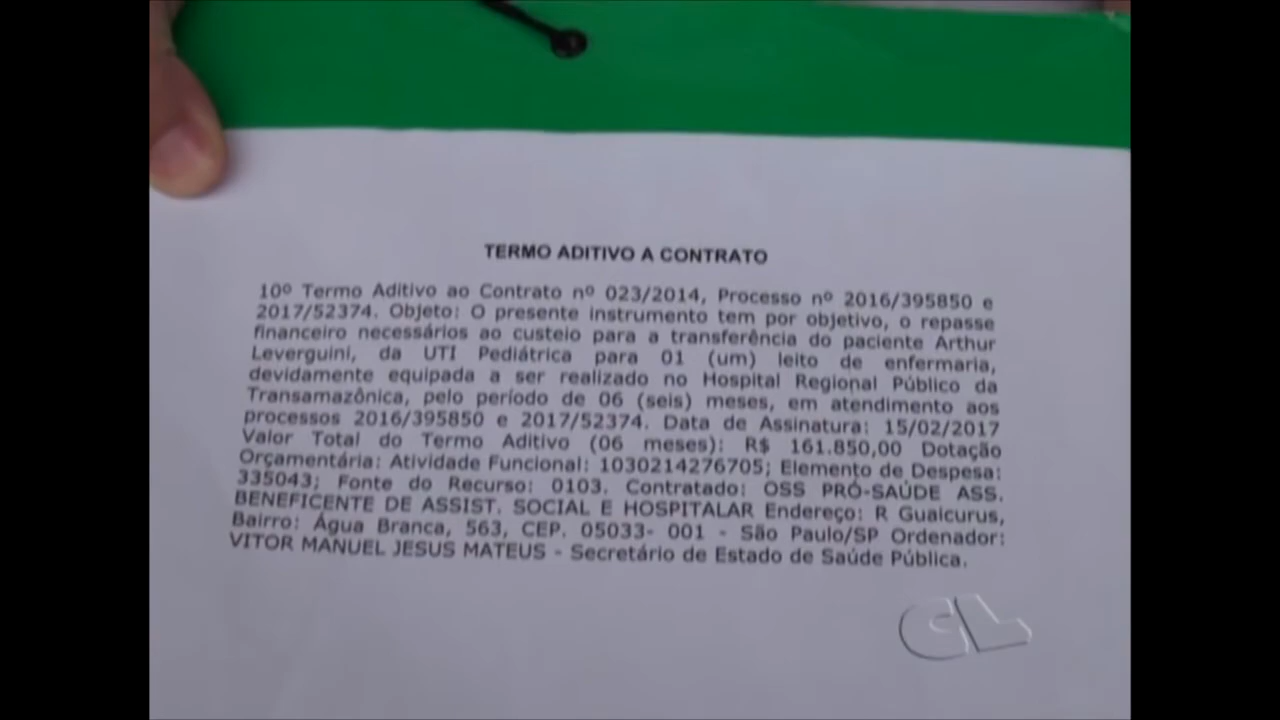 TERMO ADITIVO A CONTRATO
10º Termo Aditivo ao Contrato nº 023/2014, Processo nº 2016/395850 e
2017/52374. Objeto: O presente instrumento tem por objetivo, o repasse
financeiro necessários ao custeio para a transferência do paciente Arthur
Leverguini, da UTI Pediátrica para 01 (um) leito de enfermaria,
devidamente equipada a ser realizado no Hospital Regional Público da
Transamazônica, pelo período de 06 (seis) meses, em atendimento aos
processos 2016/395850 e 2017/52374. Data de Assinatura: 15/02/2017
Valor Total do Termo Aditivo (06 meses): R$ 161.850,00 Dotação
Orçamentária: Atividade Funcional: 1030214276705; Elemento de Despesa:
335043; Fonte do Recurso: 0103. Contratado: OSS PRÓ-SAÚDE ASS.
BENEFICENTE DE ASSIST. SOCIAL E HOSPITALAR Endereço: R Guaicurus,
Bairro: Água Branca, 563, CEP. 05033- 001 - São Paulo/SP Ordenador:
VITOR MANUEL JESUS MATEUS - Secretário de Estado de Saúde Pública.
CL